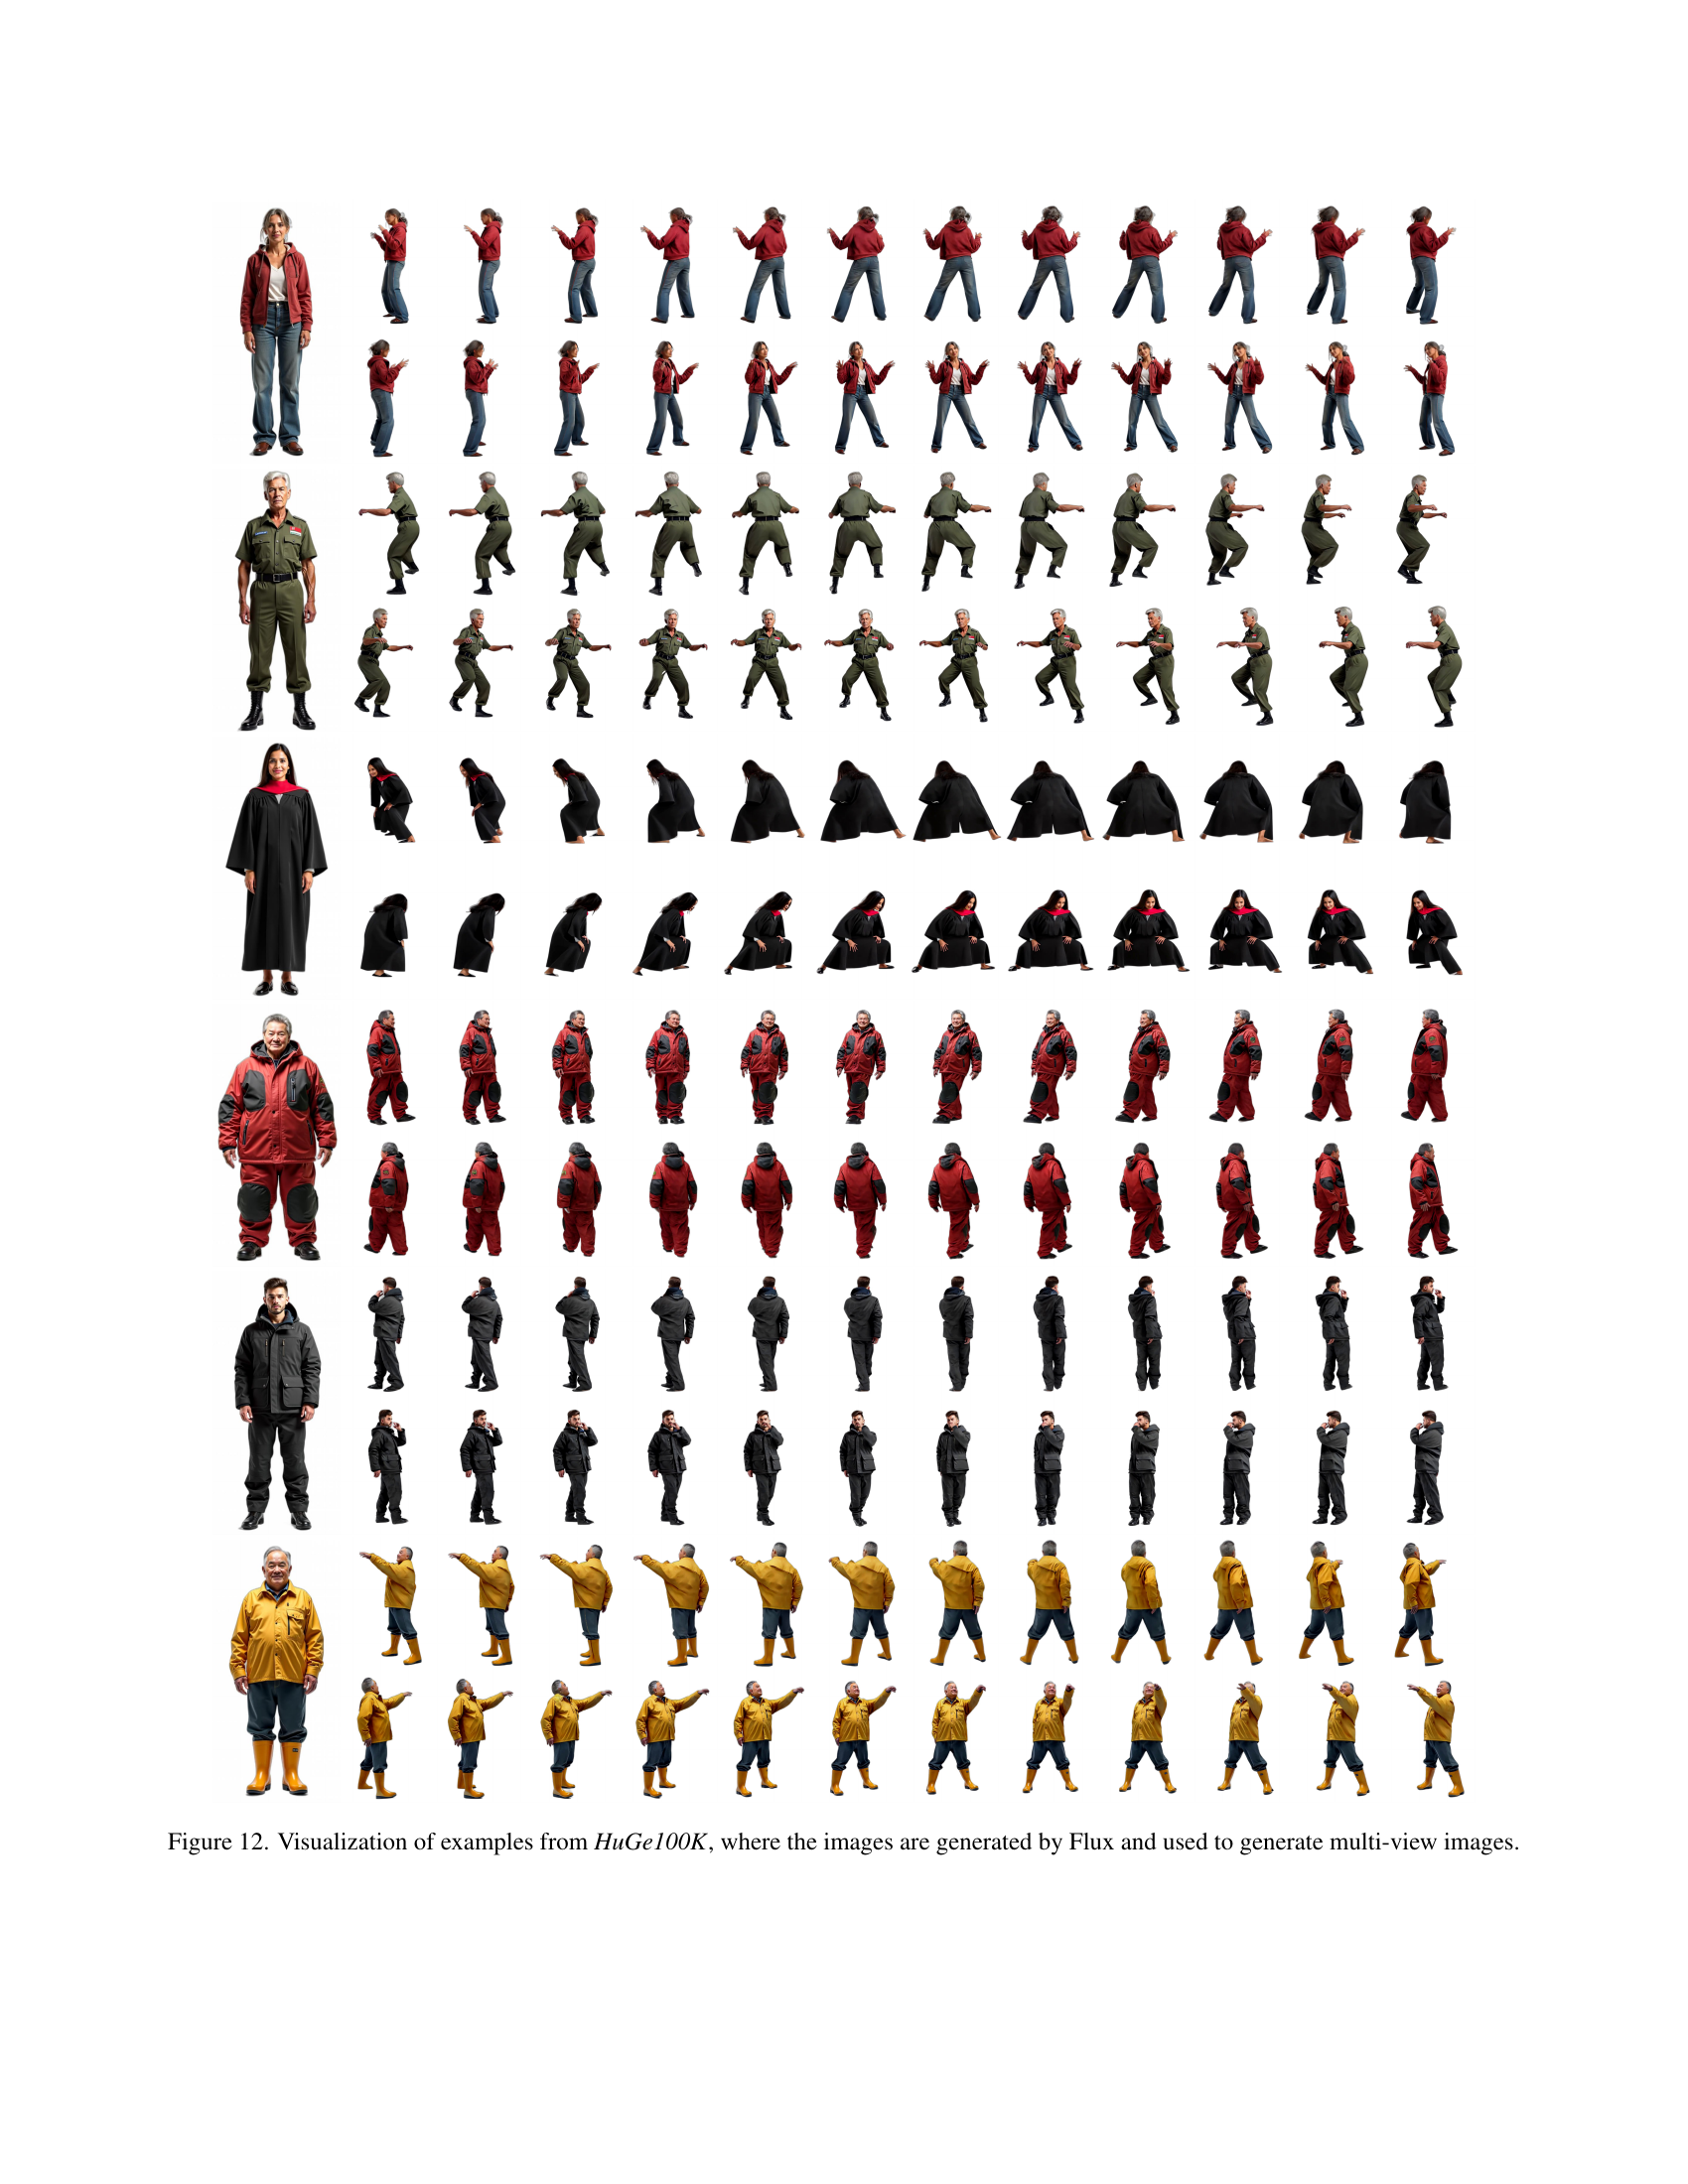 Figure 12. Visualization of examples from HuGe100K, where the images are generated by Flux and used to generate multi-view images.